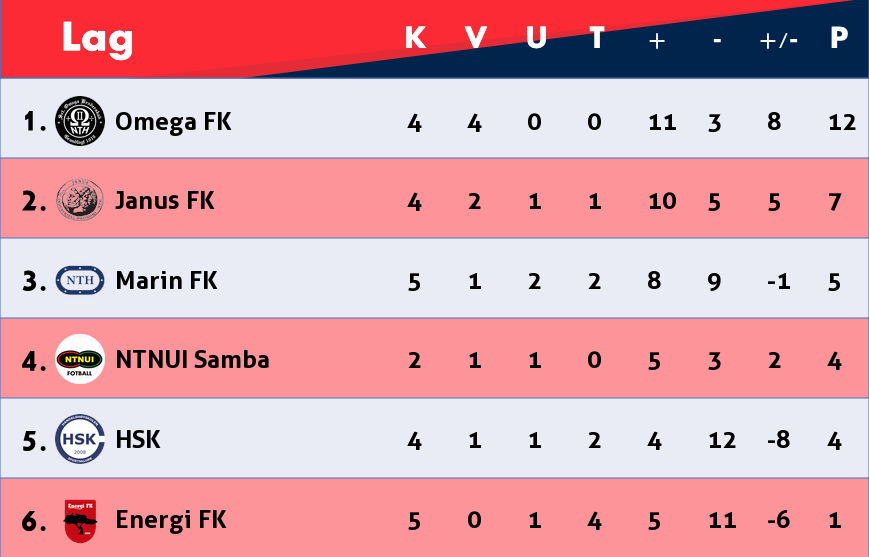 Lag K V U T + - +/- P
1. Omega FK 4 4 0 0 11 3 8 12
2. Janus FK 4 2 1 1 10 5 5 7
3. NTH Marin FK 5 1 2 2 8 9 -1 5
4. NTNUI FOTBALL NTNUI Samba 2 1 1 0 5 3 2 4
5. HSK 2008 HSK 4 1 1 2 4 12 -8 4
6. Energi FK Energi FK 5 0 1 4 5 11 -6 1